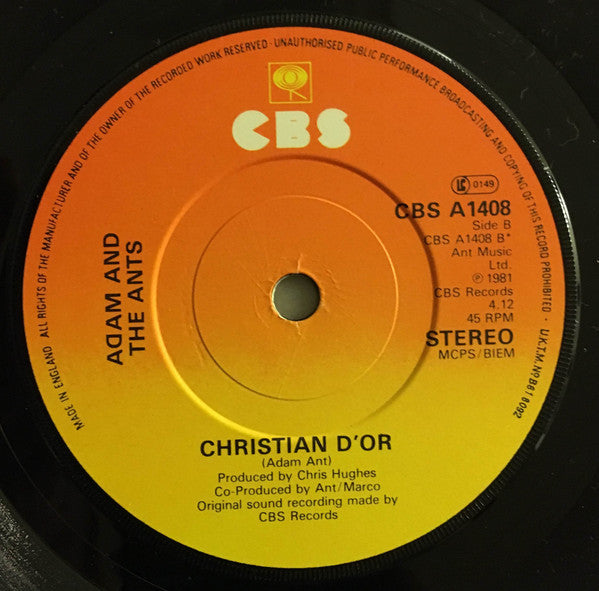 MADE IN ENGLAND · ALL RIGHTS OF THE MANUFACTURER AND OF THE OWNER OF THE RECORDED WORK RESERVED · UNAUTHORISED PUBLIC PERFORMANCE BROADCASTING AND COPYING OF THIS RECORD PROHIBITED · U.K.T.M. Nº B818092
CBS
LC 0149
CBS A1408
Side B
CBS A1408 B*
Ant Music
Ltd.
℗ 1981
CBS Records
4.12
45 RPM
STEREO
MCPS/BIEM
ADAM AND
THE ANTS
CHRISTIAN D'OR
(Adam Ant)
Produced by Chris Hughes
Co-Produced by Ant/Marco
Original sound recording made by
CBS Records